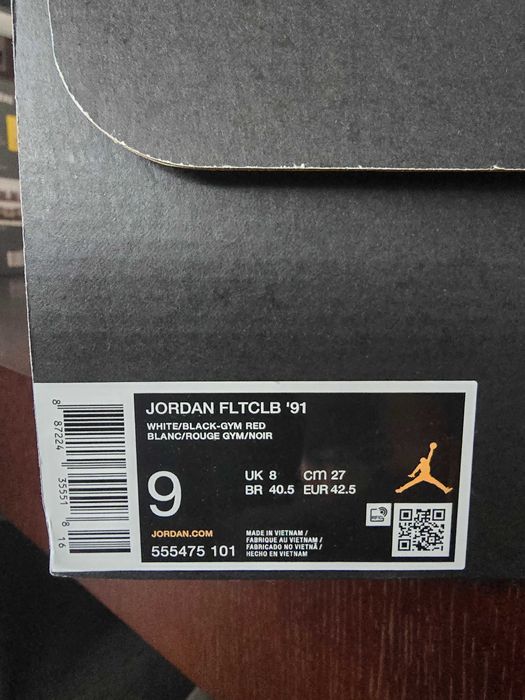 JORDAN FLTCLB '91
WHITE/BLACK-GYM RED
BLANC/ROUGE GYM/NOIR
9
UK 8 cm 27
BR 40.5 EUR 42.5
JORDAN.COM
555475 101
MADE IN VIETNAM /
FABRIQUE AU VIETNAM /
FABRICADO NO VIETNÃ /
HECHO EN VIETNAM
8 87224 35551 8 16